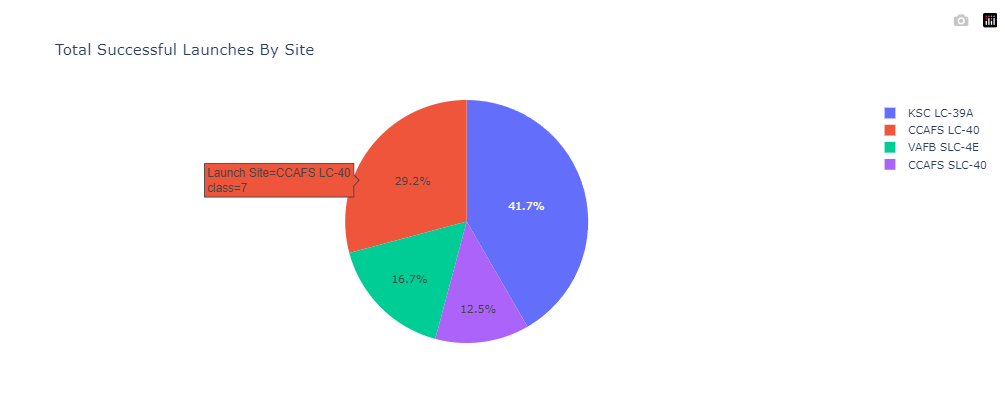 Total Successful Launches By Site
KSC LC-39A
CCAFS LC-40
VAFB SLC-4E
CCAFS SLC-40
Launch Site=CCAFS LC-40
class=7
29.2%
41.7%
16.7%
12.5%